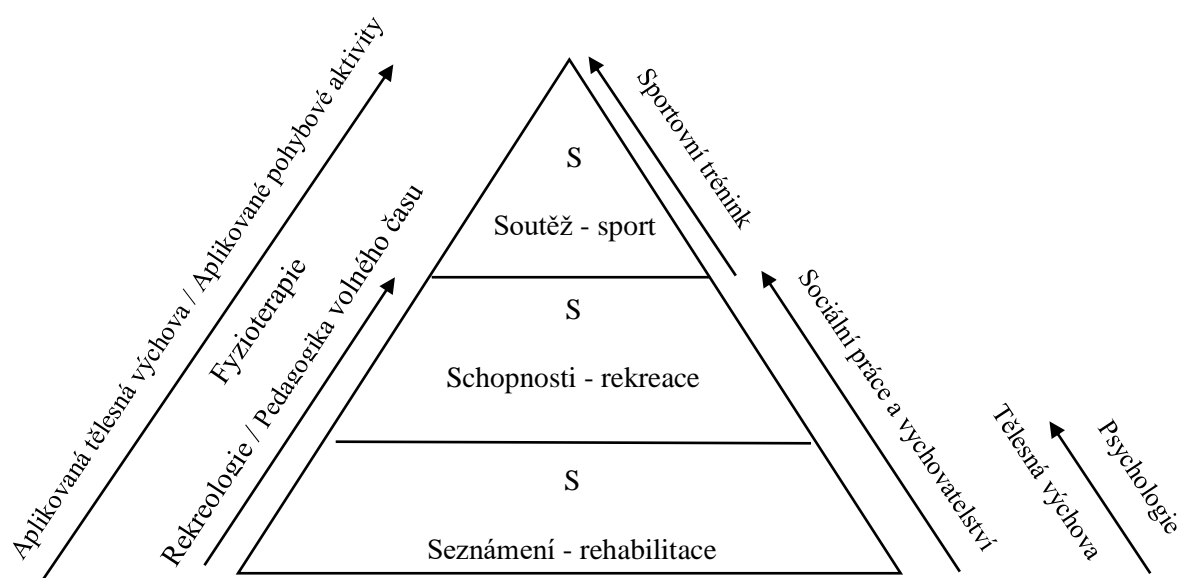 Aplikovaná tělesná výchova / Aplikované pohybové aktivity
Fyzioterapie
Rekreologie / Pedagogika volného času
S
Soutěž - sport
S
Schopnosti - rekreace
S
Seznámení - rehabilitace
Sportovní trénink
Sociální práce a vychovatelství
Tělesná výchova
Psychologie